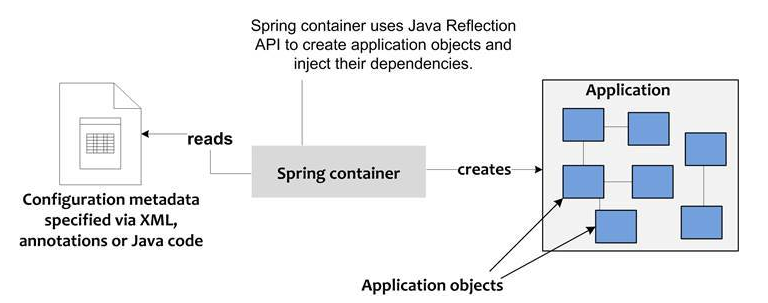 Spring container uses Java Reflection
API to create application objects and
inject their dependencies.
Application
reads
Spring container
creates
Configuration metadata
specified via XML,
annotations or Java code
Application objects